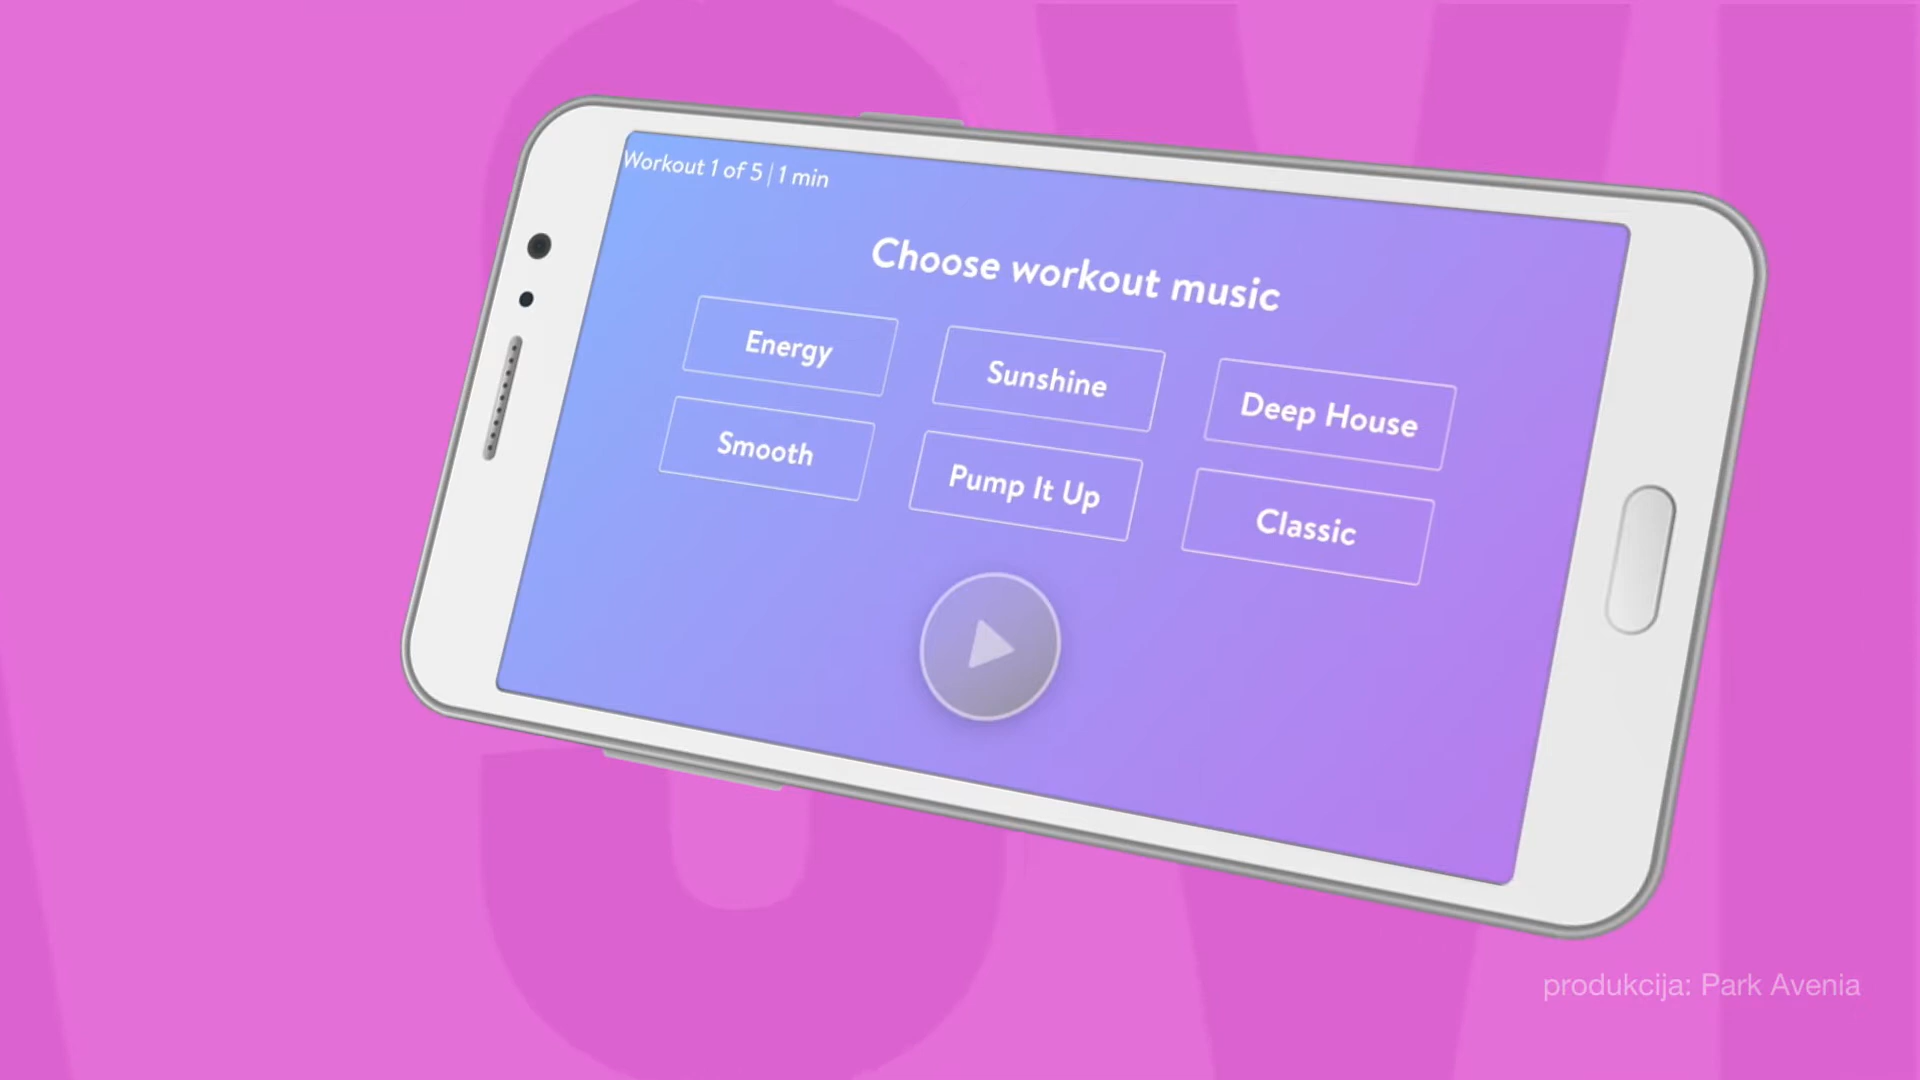 Workout 1 of 5 | 1 min
Choose workout music
Energy
Sunshine
Deep House
Smooth
Pump It Up
Classic
produkcija: Park Avenia